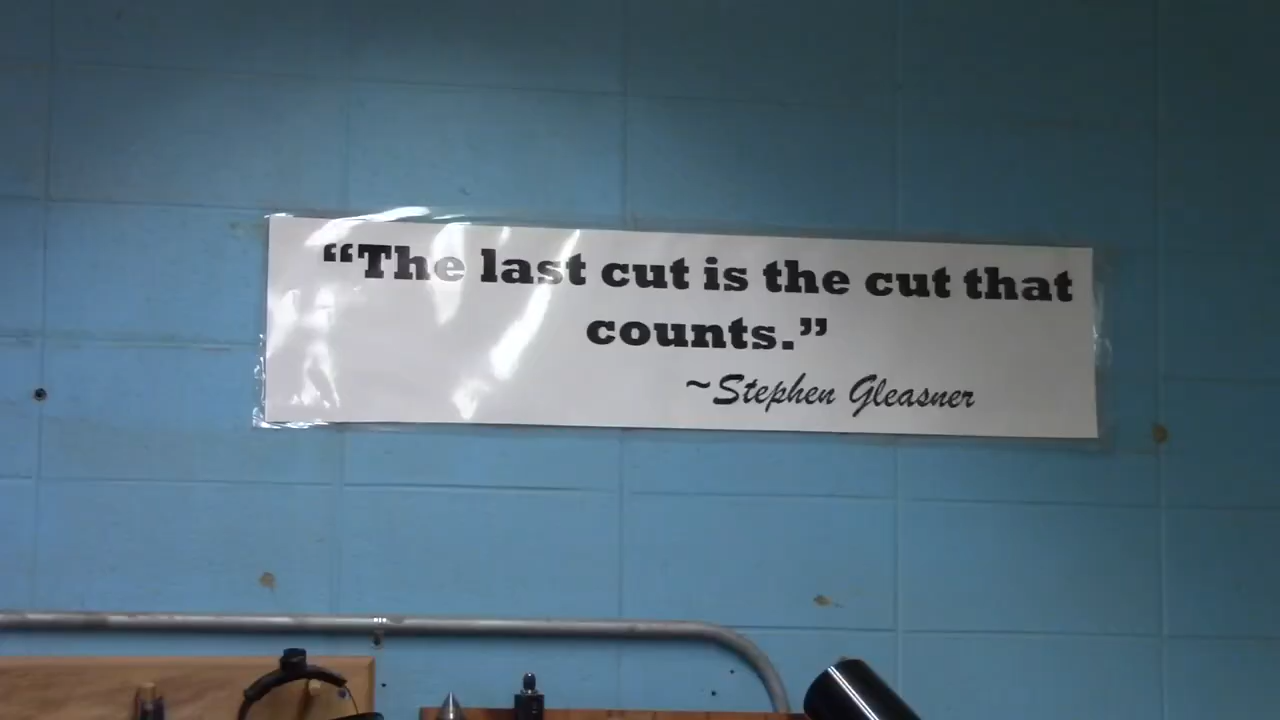 “The last cut is the cut that
counts.”
~Stephen Gleasner